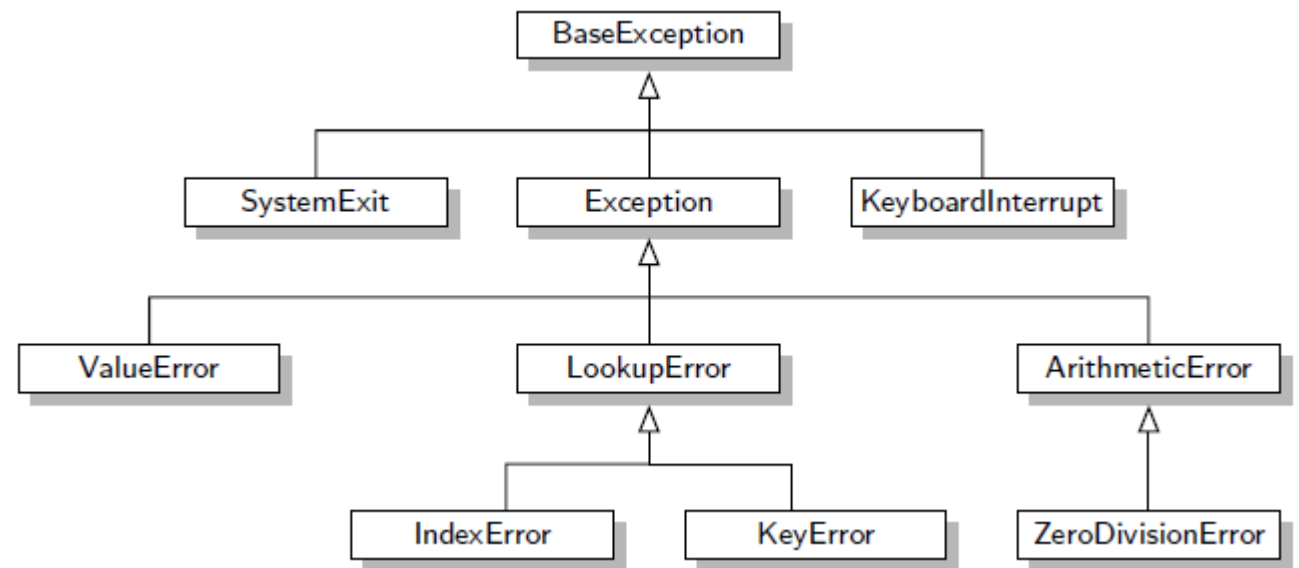 BaseException
SystemExit
Exception
KeyboardInterrupt
ValueError
LookupError
ArithmeticError
IndexError
KeyError
ZeroDivisionError